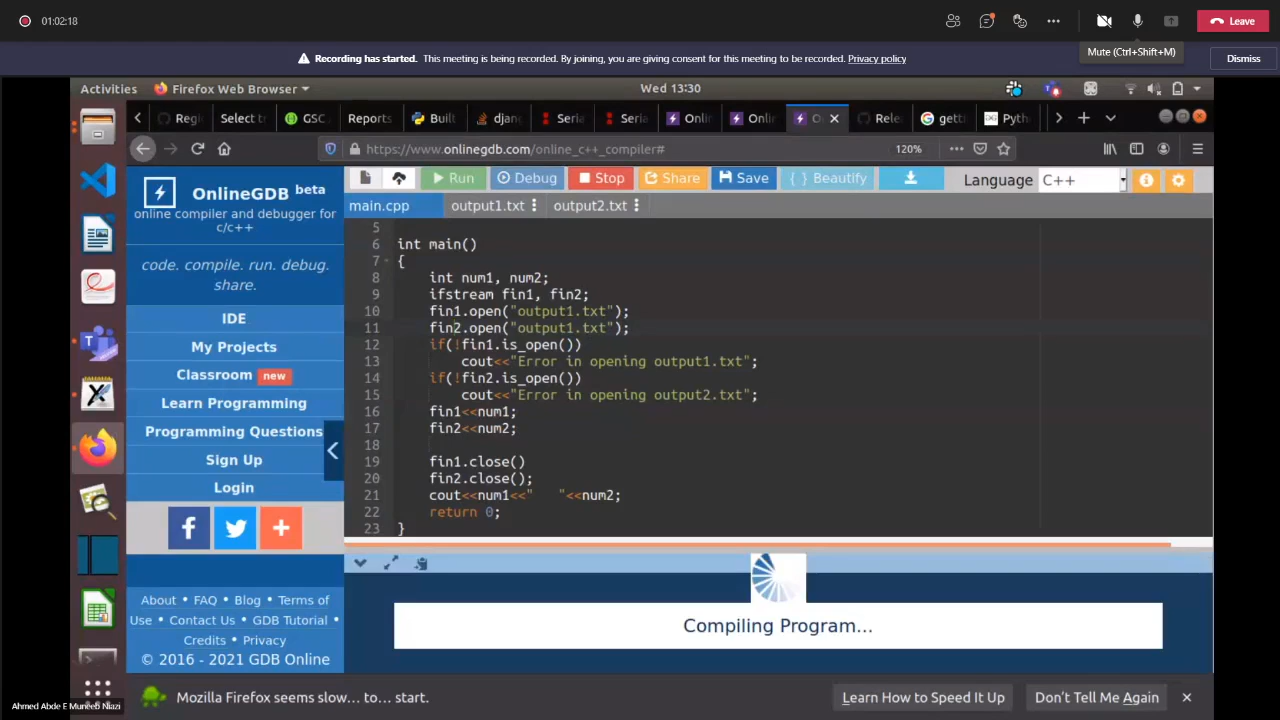 01:02:18
Leave
Mute (Ctrl+Shift+M)
Recording has started. This meeting is being recorded. By joining, you are giving consent for this meeting to be recorded. Privacy policy
Dismiss
Activities
Firefox Web Browser
Wed 13:30
Regi
Select t
GSC
Reports
Built
djan
Seria
Seria
Onlin
Onlin
O
Rele
gett
Pyth
https://www.onlinegdb.com/online_c++_compiler#
120%
OnlineGDB beta
online compiler and debugger for
c/c++
code. compile. run. debug.
share.
IDE
My Projects
Classroom new
Learn Programming
Programming Questions
Sign Up
Login
About • FAQ • Blog • Terms of
Use • Contact Us • GDB Tutorial •
Credits • Privacy
© 2016 - 2021 GDB Online
Run
Debug
Stop
Share
Save
{ } Beautify
Language
C++
main.cpp
output1.txt
output2.txt
5
6 int main()
7 {
8 int num1, num2;
9 ifstream fin1, fin2;
10 fin1.open("output1.txt");
11 fin2.open("output1.txt");
12 if(!fin1.is_open())
13 cout<<"Error in opening output1.txt";
14 if(!fin2.is_open())
15 cout<<"Error in opening output2.txt";
16 fin1<<num1;
17 fin2<<num2;
18
19 fin1.close()
20 fin2.close();
21 cout<<num1<<"   "<<num2;
22 return 0;
23 }
Compiling Program...
Mozilla Firefox seems slow... to... start.
Learn How to Speed It Up
Don't Tell Me Again
Ahmed Abde E Muneeb Niazi